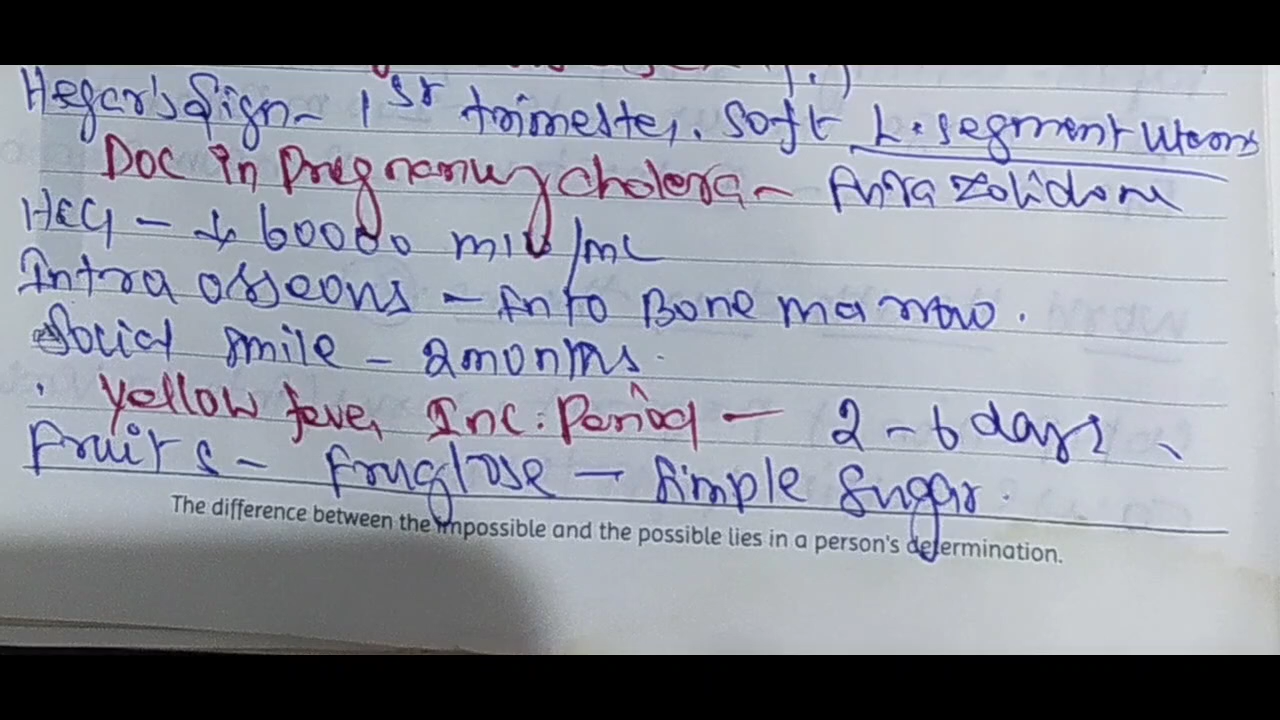 Hegar's Sign - 1st trimester. Soft L. segment uterus
DOC in Pregnancy cholera - Furazolidone
HCG - ↓ 60000 mIU/mL
Intra osseous - Into Bone marrow.
Social smile - 2 months.
Yellow fever Inc: Period - 2-6 days
Fruits - Fruglose - Simple Sugar.
The difference between the impossible and the possible lies in a person's determination.